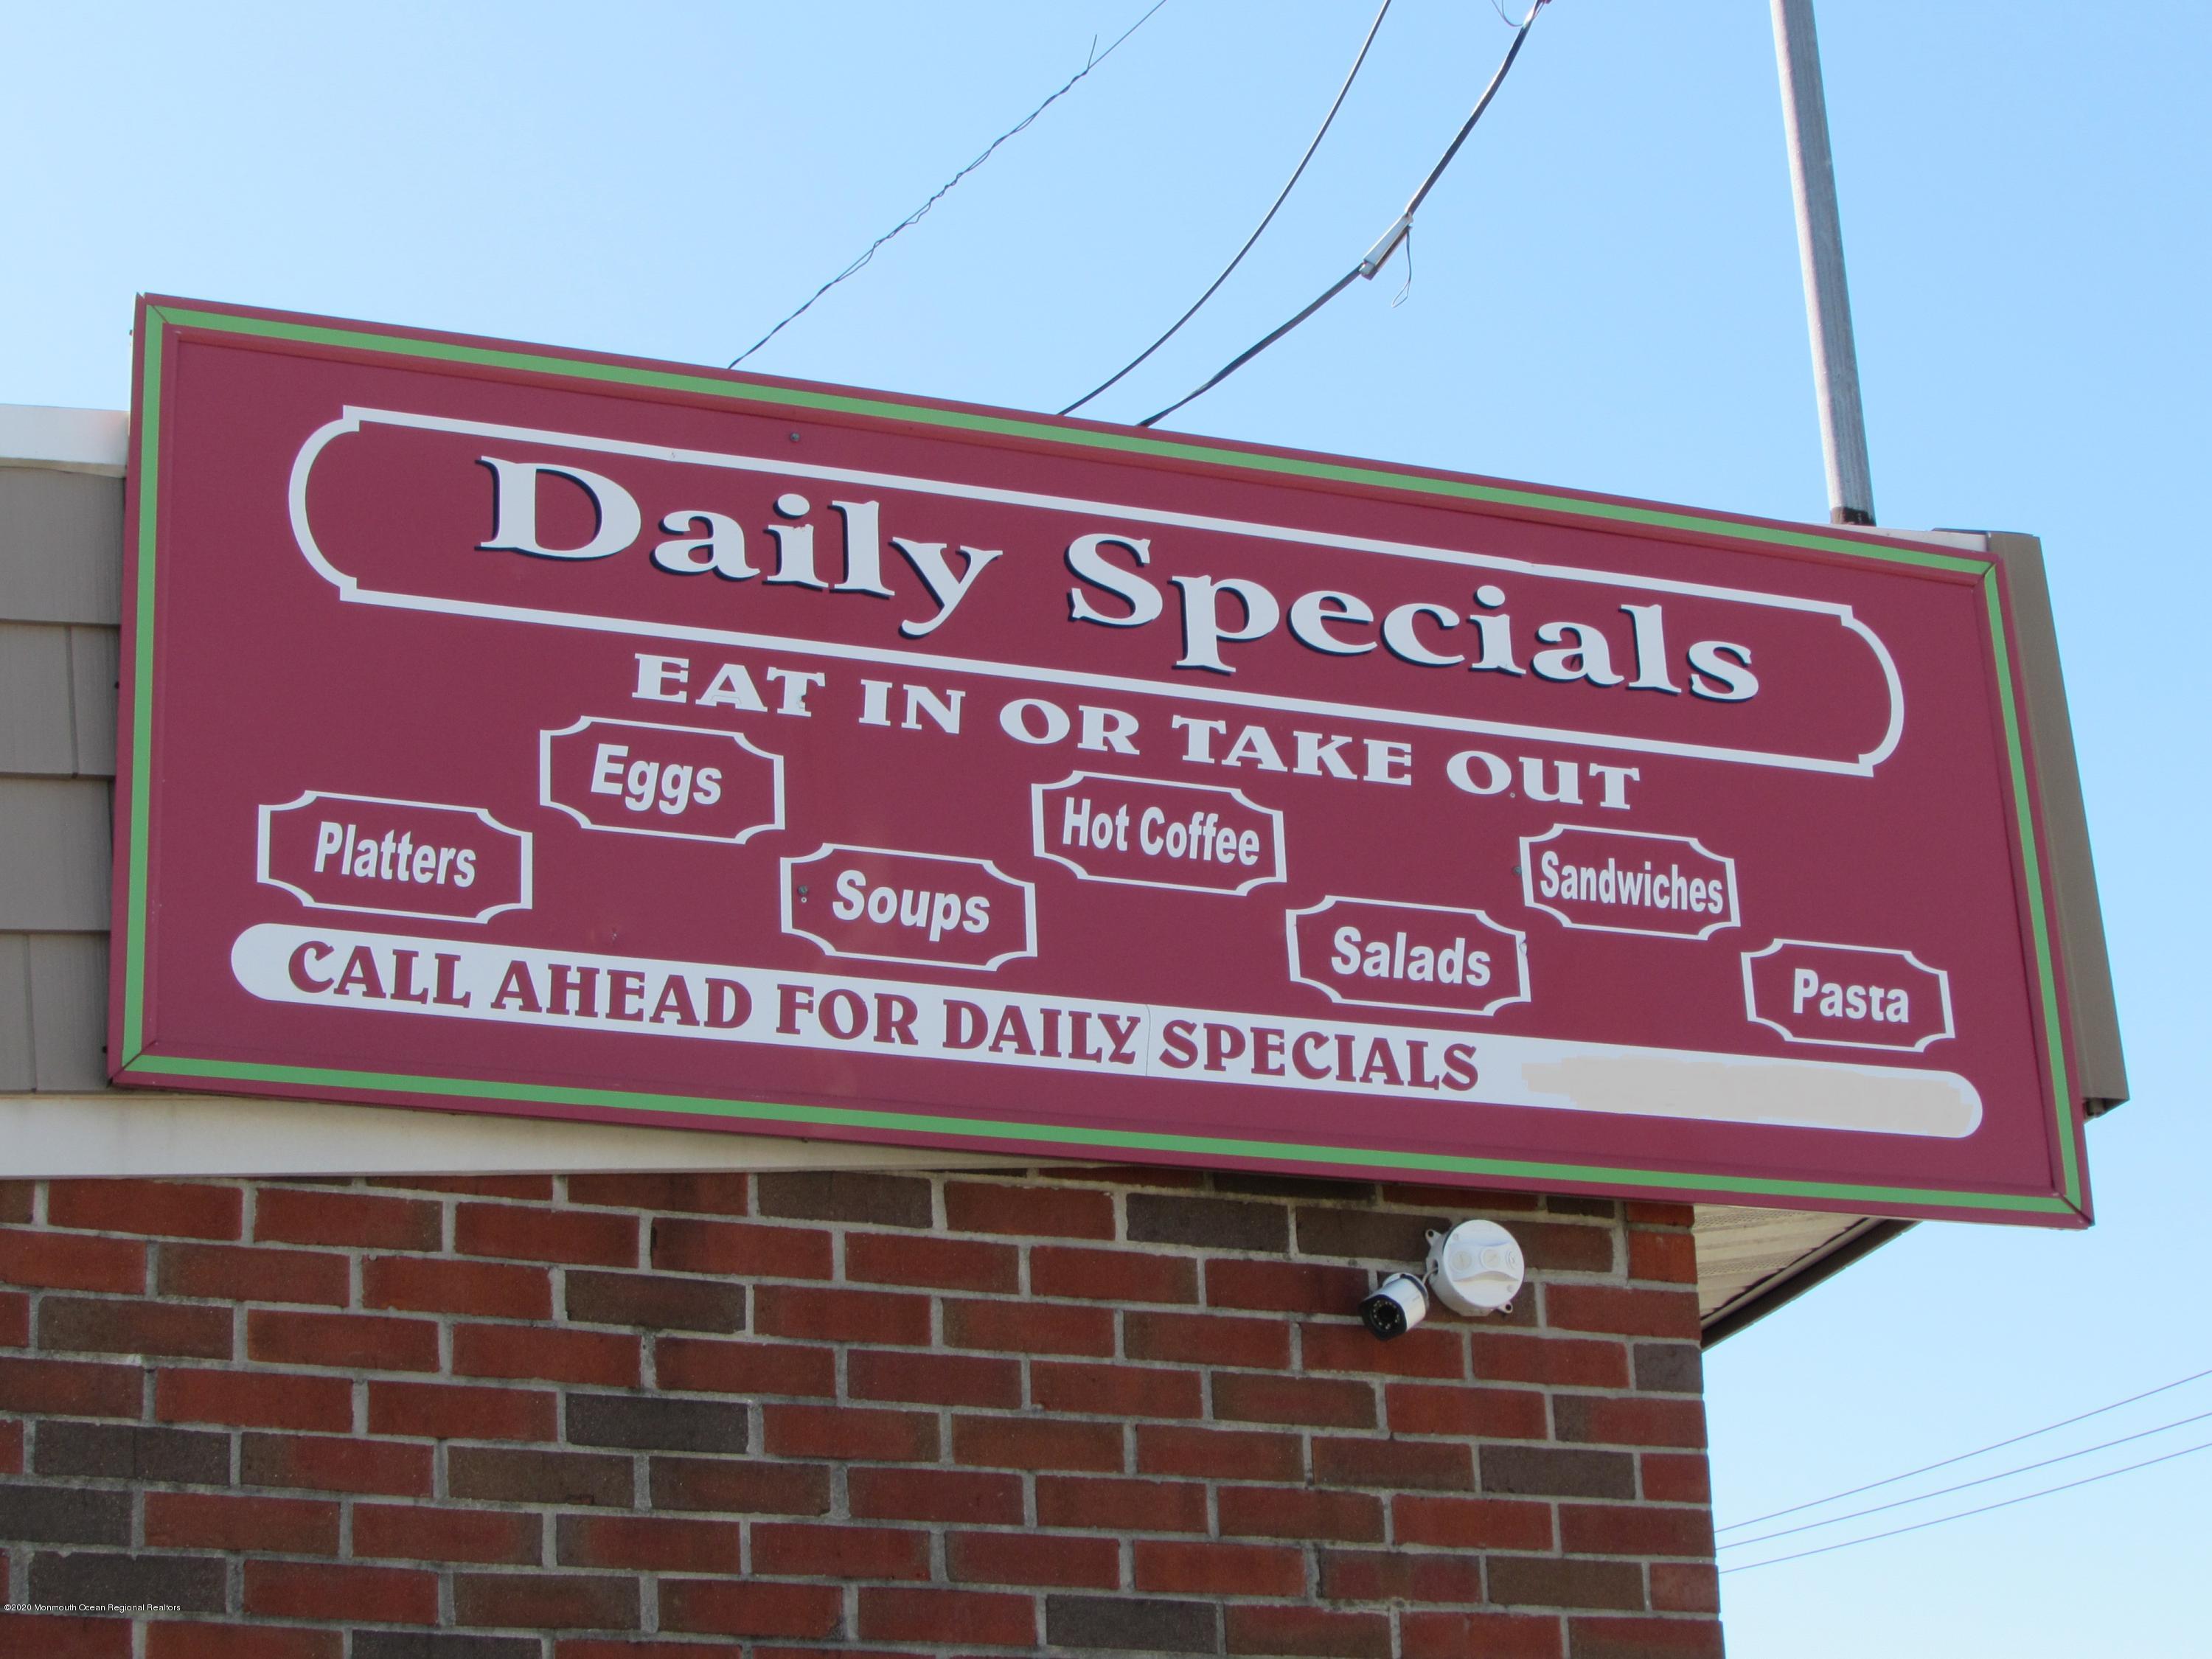 Daily Specials
EAT IN OR TAKE OUT
Eggs
Hot Coffee
Sandwiches
Platters
Soups
Salads
Pasta
CALL AHEAD FOR DAILY SPECIALS
©2020 Monmouth Ocean Regional Realtors